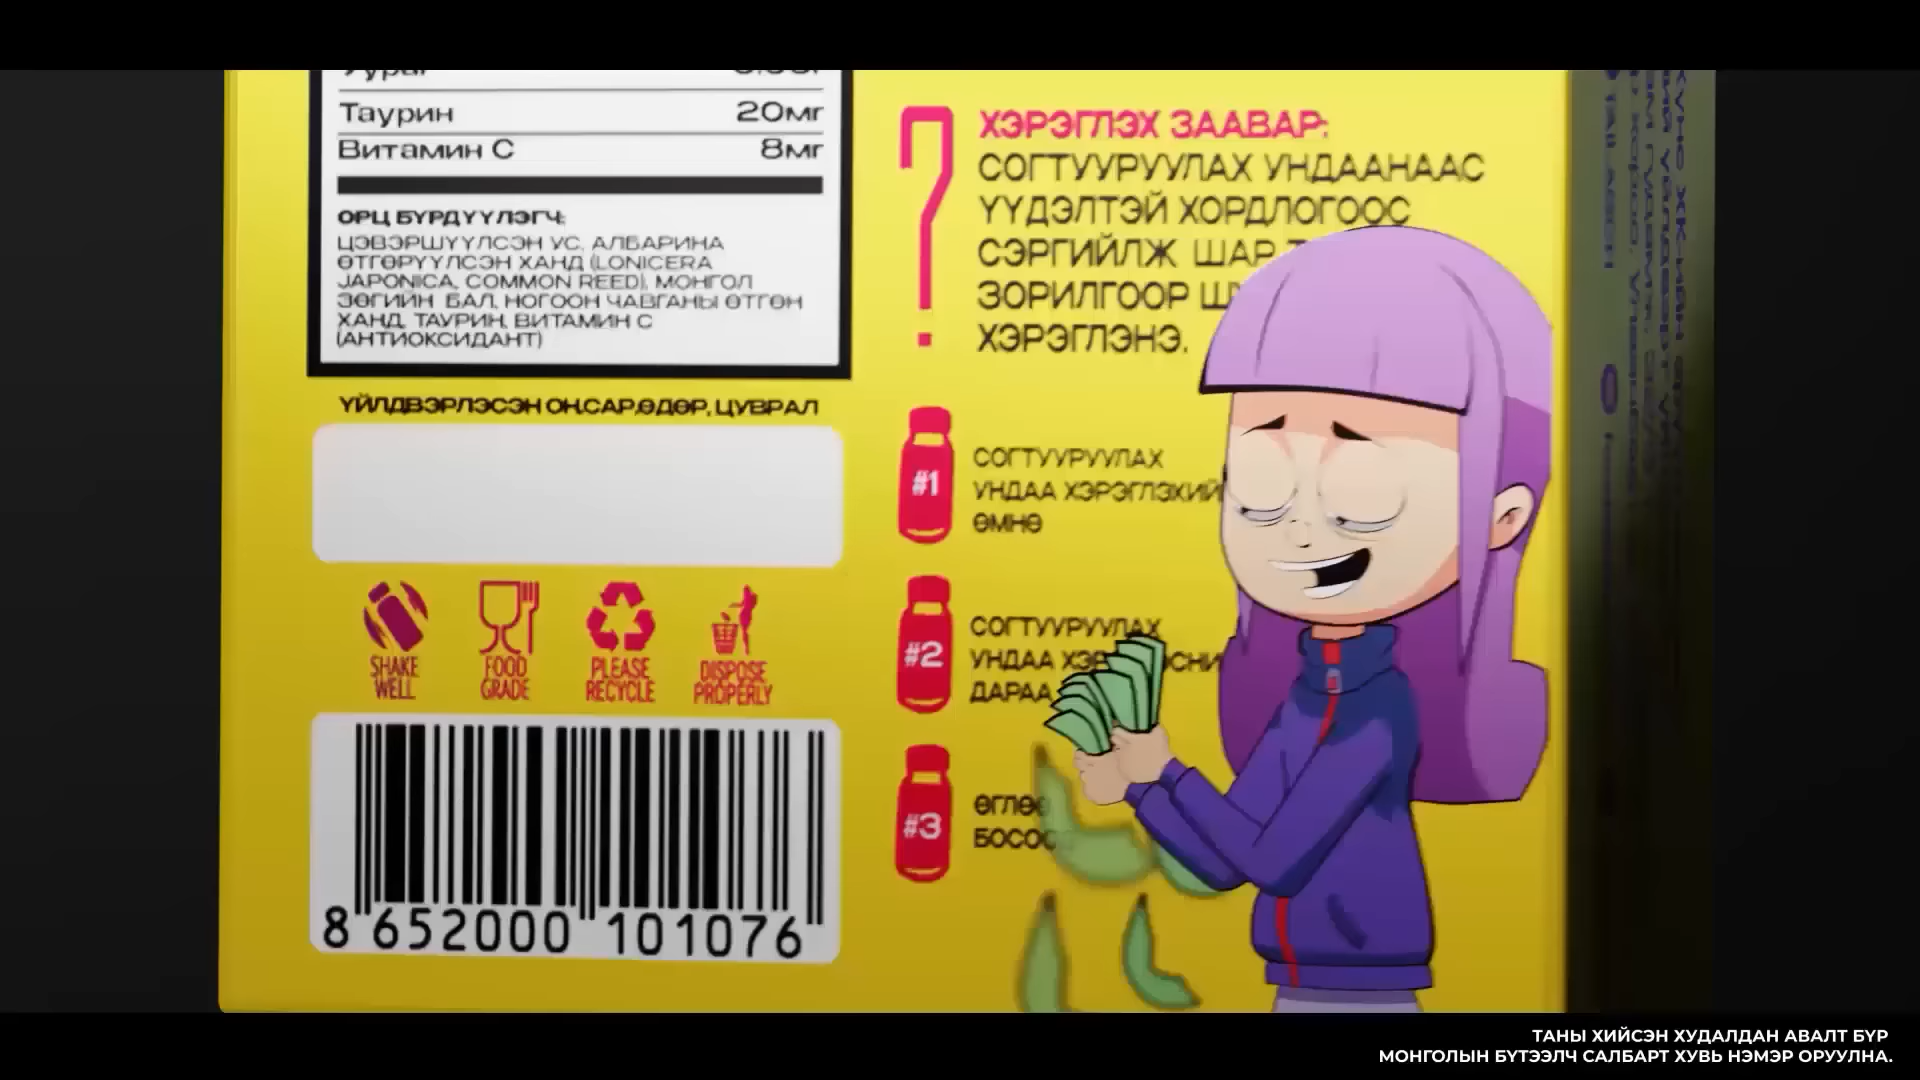 Таурин 20мг
Витамин С 8мг
ОРЦ БҮРДҮҮЛЭГЧ:
ЦЭВЭРШҮҮЛСЭН УС, АЛБАРИНА
ӨТГӨРҮҮЛСЭН ХАНД (LONICERA
JAPONICA, COMMON REED), МОНГОЛ
ЗӨГИЙН БАЛ, НОГООН ЧАВГАНЫ ӨТГӨН
ХАНД, ТАУРИН, ВИТАМИН С
(АНТИОКСИДАНТ)
ҮЙЛДВЭРЛЭСЭН ОН,САР,ӨДӨР, ЦУВРАЛ
SHAKE
WELL
FOOD
GRADE
PLEASE
RECYCLE
DISPOSE
PROPERLY
8 652000 101076
?
ХЭРЭГЛЭХ ЗААВАР:
СОГТУУРУУЛАХ УНДААНААС
ҮҮДЭЛТЭЙ ХОРДЛОГООС
СЭРГИЙЛЖ ШАР
ЗОРИЛГООР
ХЭРЭГЛЭНЭ.
#1
СОГТУУРУУЛАХ
УНДАА ХЭРЭГЛЭХИЙ
ӨМНӨ
#2
СОГТУУРУУЛАХ
УНДАА
ДАРАА
#3
ТАНЫ ХИЙСЭН ХУДАЛДАН АВАЛТ БҮР
МОНГОЛЫН БҮТЭЭЛЧ САЛБАРТ ХУВЬ НЭМЭР ОРУУЛНА.